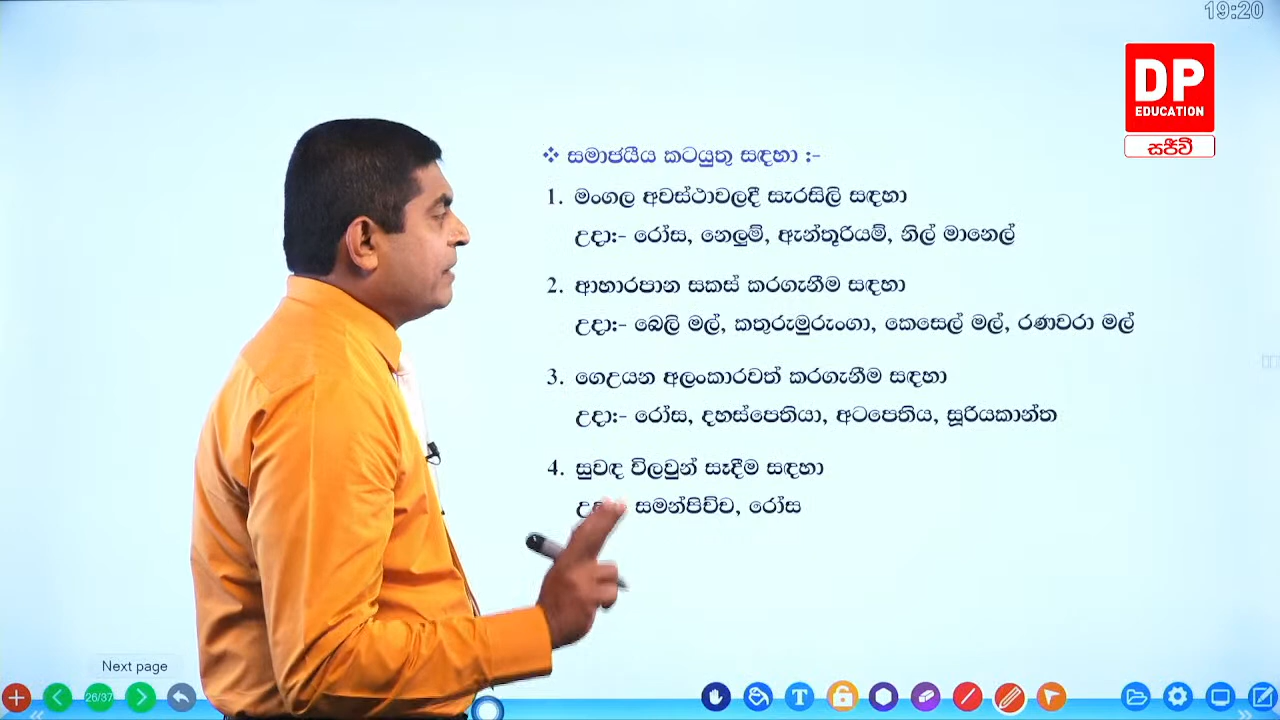 19:20
DP
EDUCATION
සජීවී
❖ සමාජයීය කටයුතු සඳහා :-
1. මංගල අවස්ථාවලදී සැරසිලි සඳහා
උදා:- රෝස, නෙලුම්, ඇන්තූරියම්, නිල් මානෙල්
2. ආහාරපාන සකස් කරගැනීම සඳහා
උදා:- බෙලි මල්, කතුරුමුරුංගා, කෙසෙල් මල්, රණවරා මල්
3. ගෙඋයන අලංකාරවත් කරගැනීම සඳහා
උදා:- රෝස, දහස්පෙතියා, අටපෙතිය, සූරියකාන්ත
4. සුවඳ විලවුන් සෑදීම සඳහා
සමන්පිච්ච, රෝස
Next page
26/37
T